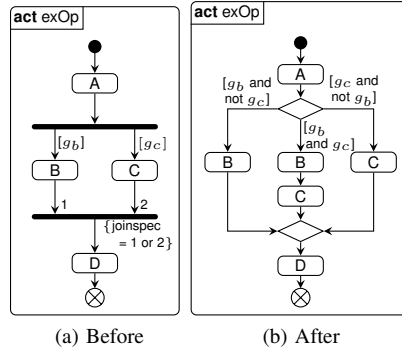 act exOp
A
[g_b]
[g_c]
B
C
1
2
{joinspec
= 1 or 2}
D
(a) Before
act exOp
A
[g_b and
not g_c]
[g_c and
not g_b]
[g_b
and g_c]
B
B
C
C
D
(b) After